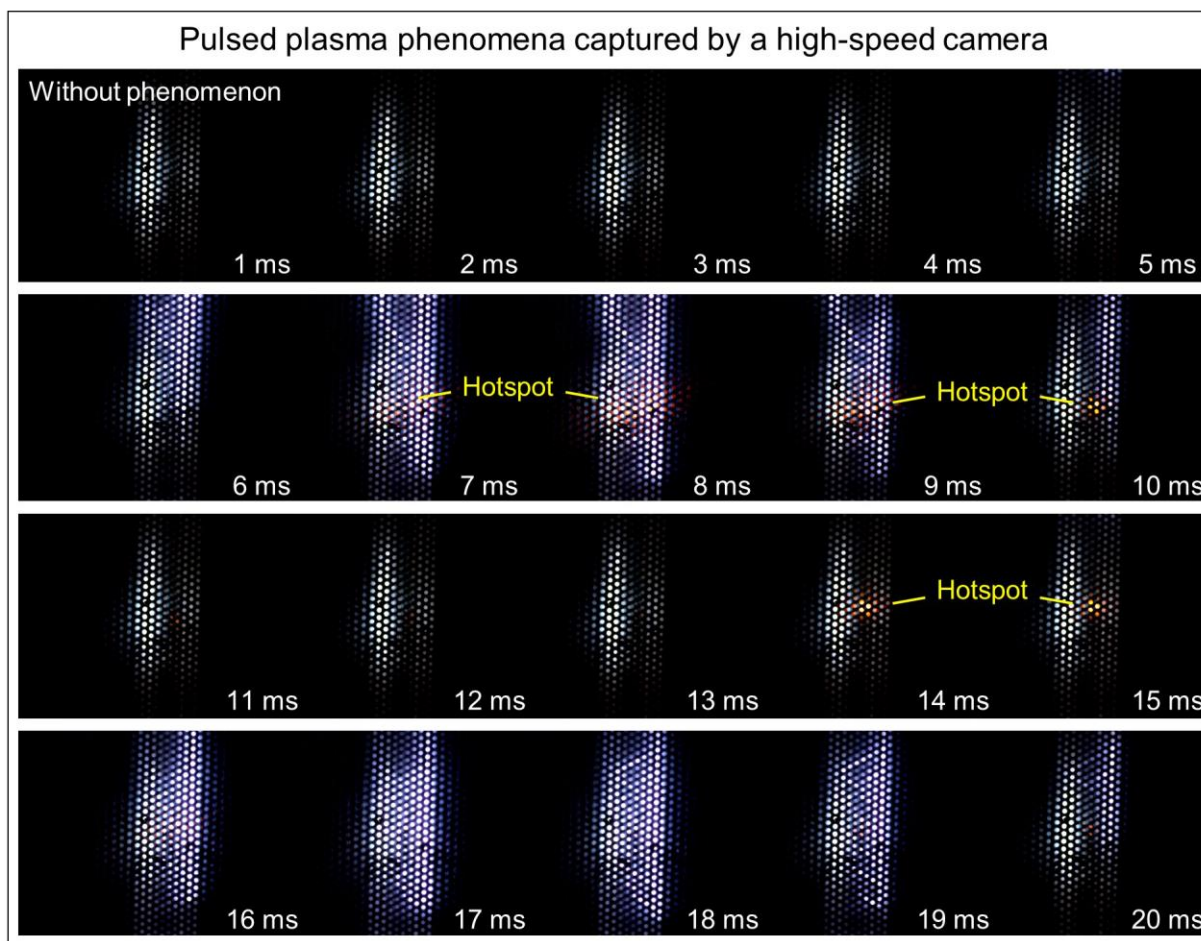 Pulsed plasma phenomena captured by a high-speed camera
Without phenomenon
1 ms
2 ms
3 ms
4 ms
5 ms
Hotspot
Hotspot
6 ms
7 ms
8 ms
9 ms
10 ms
Hotspot
11 ms
12 ms
13 ms
14 ms
15 ms
16 ms
17 ms
18 ms
19 ms
20 ms